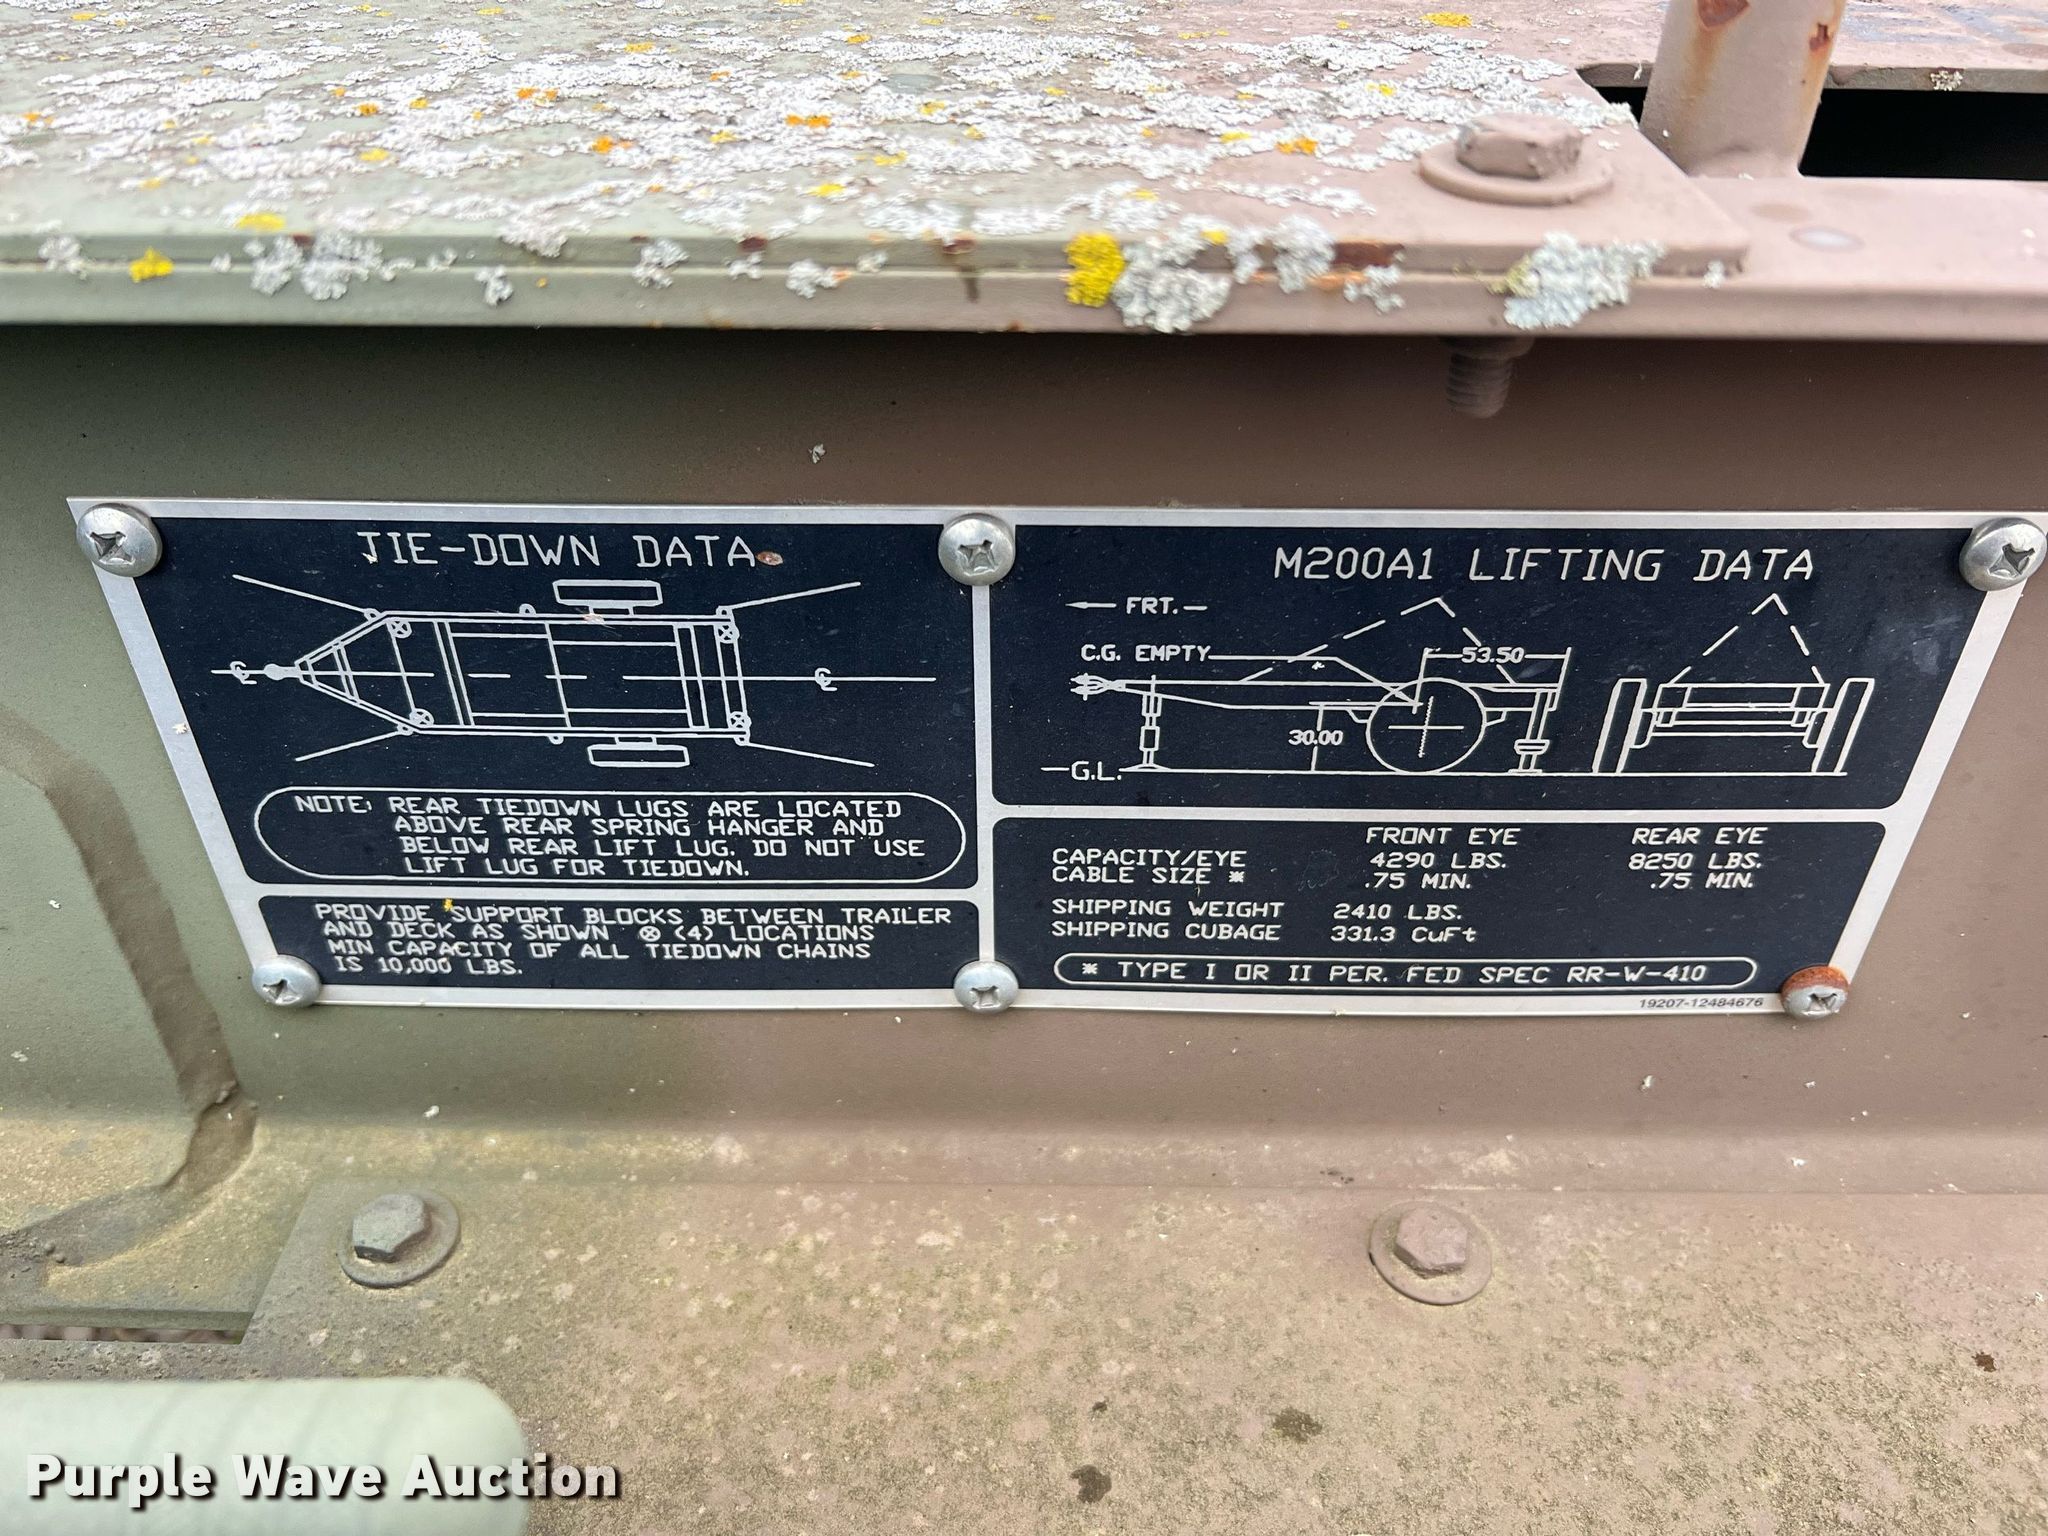 TIE-DOWN DATA
℄ ℄
NOTE: REAR TIEDOWN LUGS ARE LOCATED
ABOVE REAR SPRING HANGER AND
BELOW REAR LIFT LUG. DO NOT USE
LIFT LUG FOR TIEDOWN.
PROVIDE SUPPORT BLOCKS BETWEEN TRAILER
AND DECK AS SHOWN ⊗ (4) LOCATIONS
MIN CAPACITY OF ALL TIEDOWN CHAINS
IS 10,000 LBS.
M200A1 LIFTING DATA
FRT.
C.G. EMPTY
53.50
30.00
G.L.
FRONT EYE REAR EYE
CAPACITY/EYE 4290 LBS. 8250 LBS.
CABLE SIZE * .75 MIN. .75 MIN.
SHIPPING WEIGHT 2410 LBS.
SHIPPING CUBAGE 331.3 CuFt
* TYPE I OR II PER. FED SPEC RR-W-410
19207-12484676
Purple Wave Auction